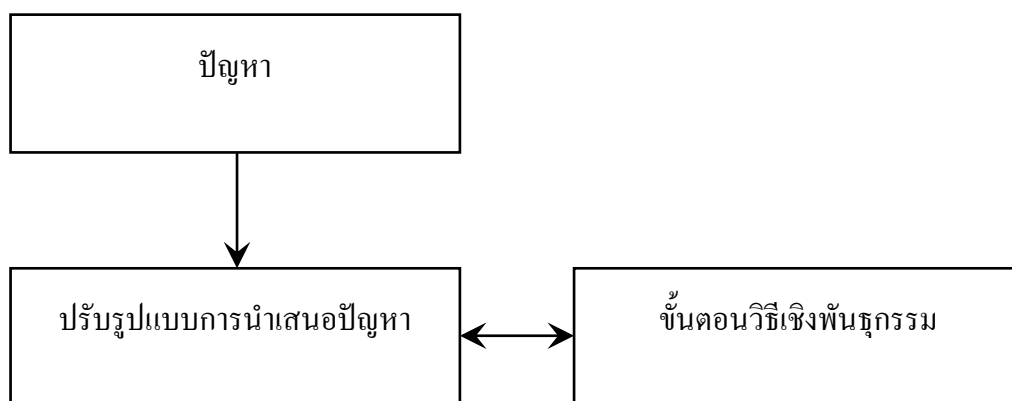 ปัญหา
ปรับรูปแบบการนำเสนอปัญหา
ขั้นตอนวิธีเชิงพันธุกรรม